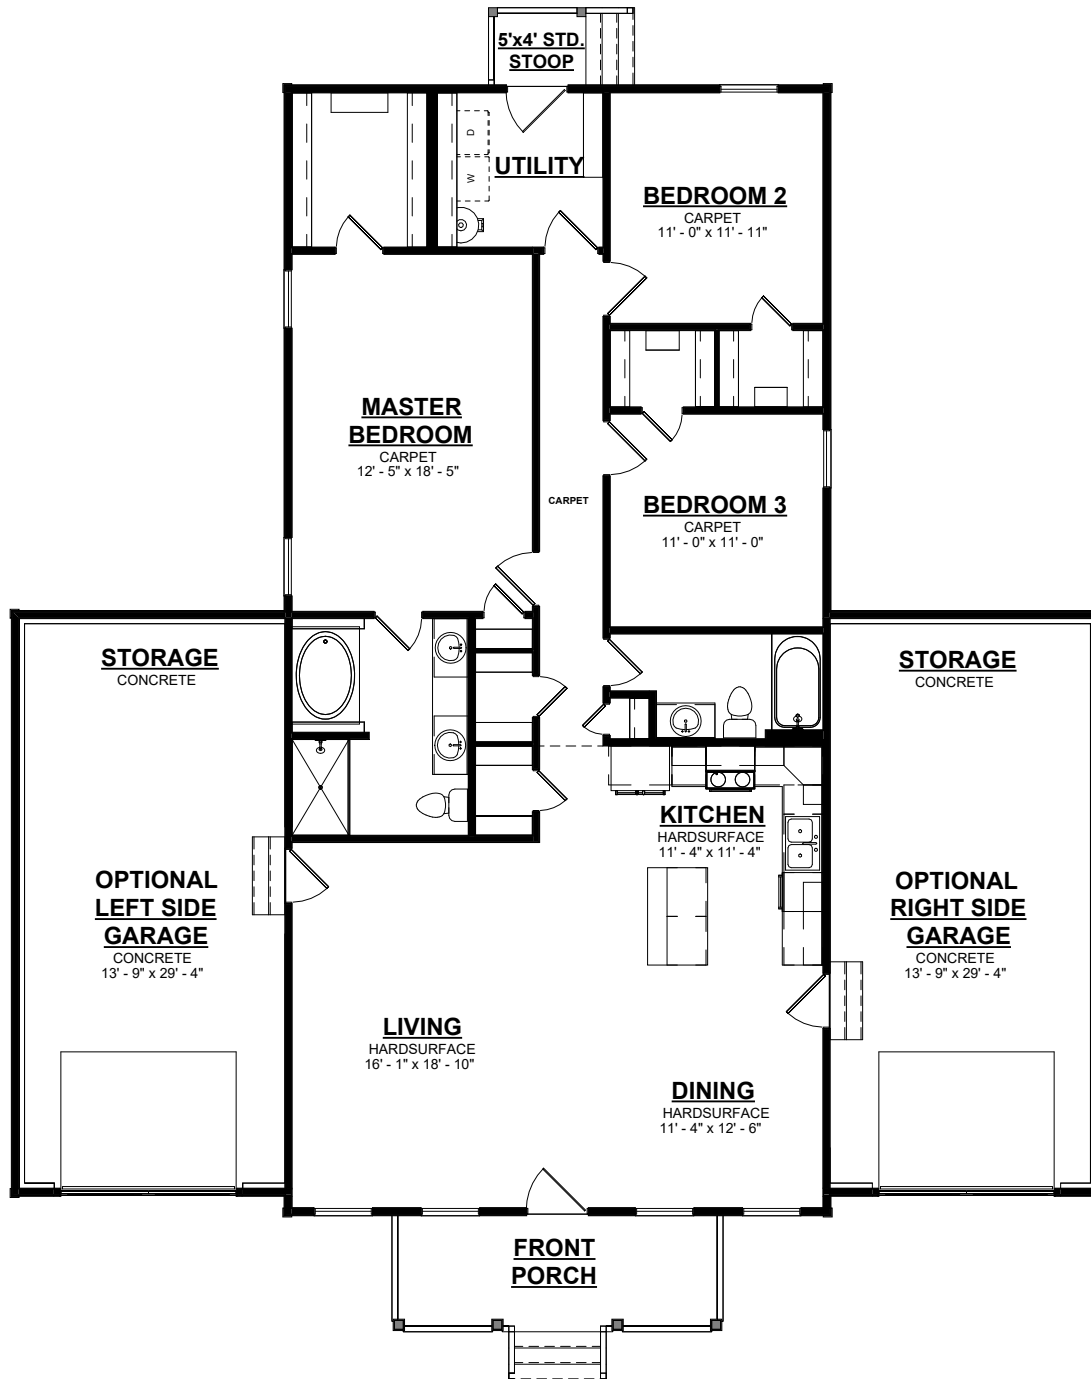 5'x4' STD.
STOOP
D
W
UTILITY
BEDROOM 2
CARPET
11' - 0" x 11' - 11"
MASTER
BEDROOM
CARPET
12' - 5" x 18' - 5"
CARPET
BEDROOM 3
CARPET
11' - 0" x 11' - 0"
STORAGE
CONCRETE
STORAGE
CONCRETE
KITCHEN
HARDSURFACE
11' - 4" x 11' - 4"
OPTIONAL
LEFT SIDE
GARAGE
CONCRETE
13' - 9" x 29' - 4"
OPTIONAL
RIGHT SIDE
GARAGE
CONCRETE
13' - 9" x 29' - 4"
LIVING
HARDSURFACE
16' - 1" x 18' - 10"
DINING
HARDSURFACE
11' - 4" x 12' - 6"
FRONT
PORCH